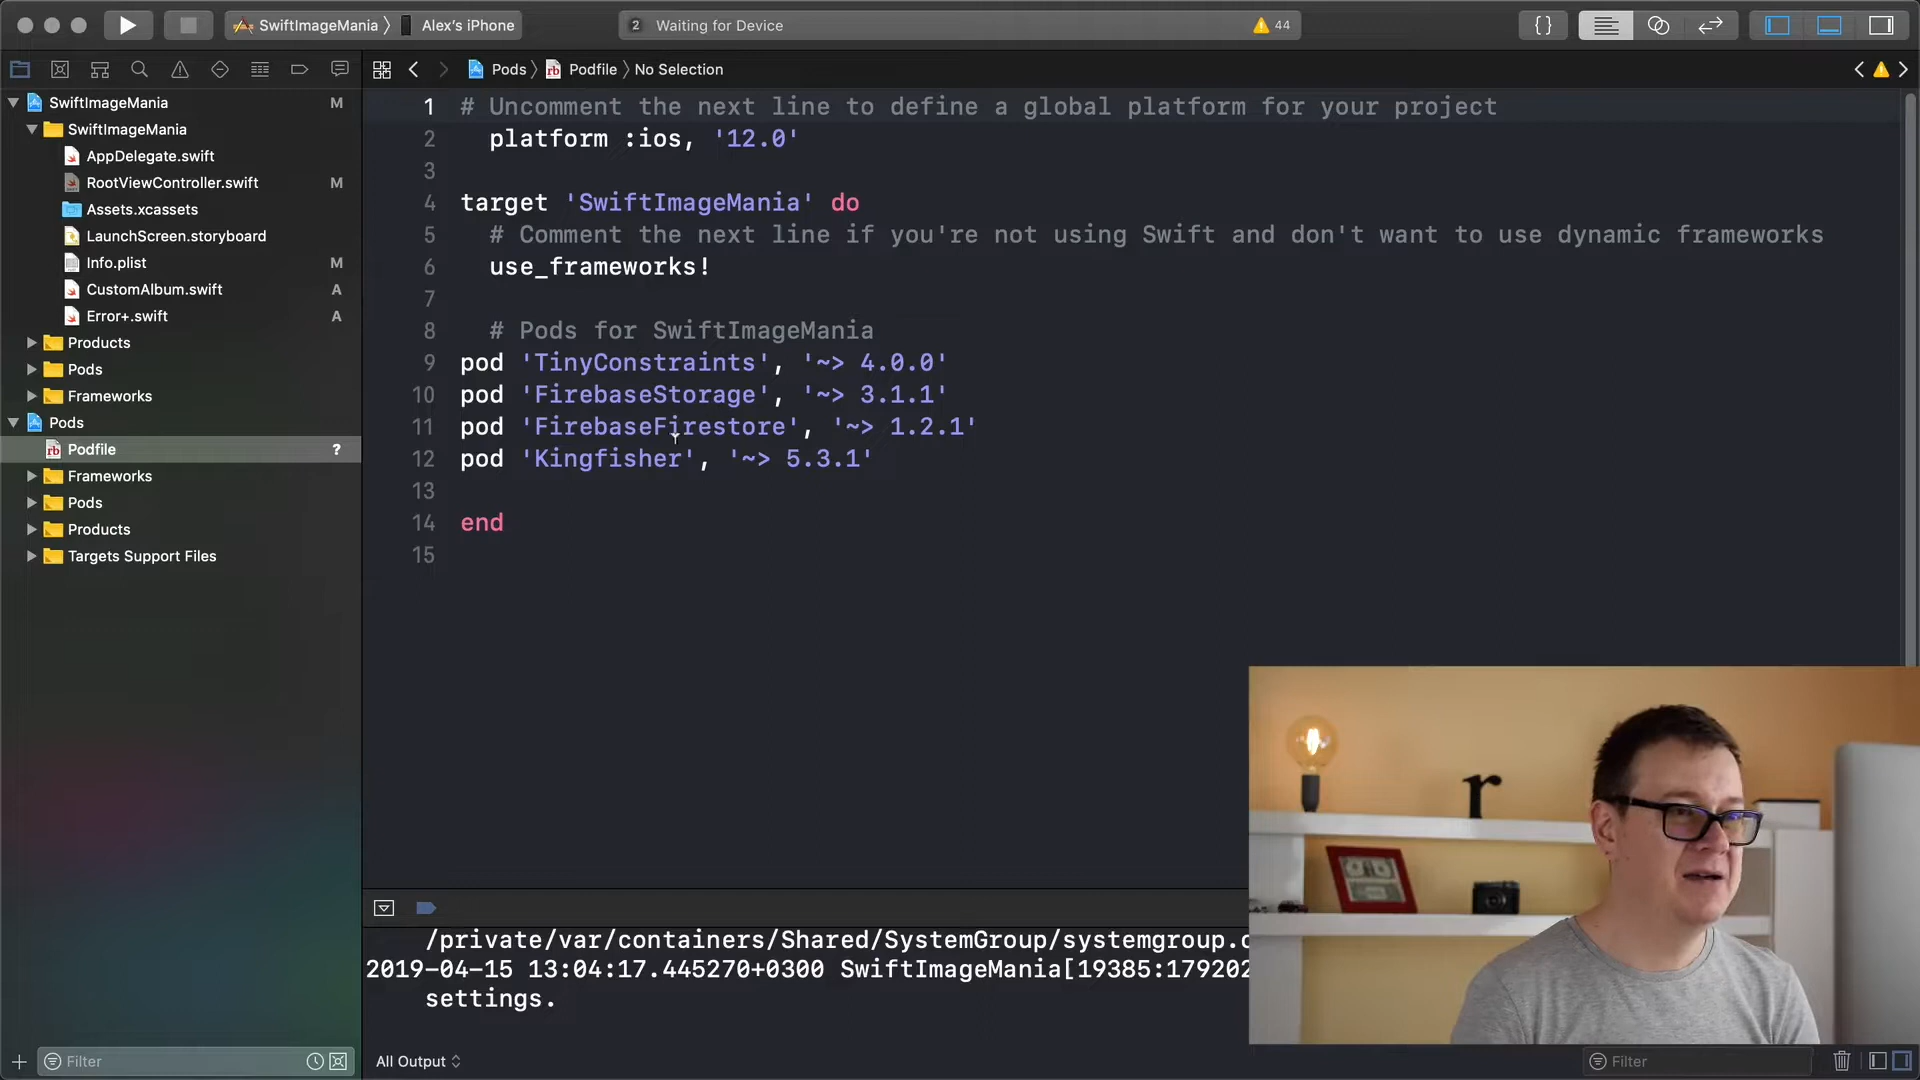 SwiftImageMania
Alex's iPhone
2 Waiting for Device
44
{}
Pods
Podfile
No Selection
SwiftImageMania M
SwiftImageMania
AppDelegate.swift
RootViewController.swift M
Assets.xcassets
LaunchScreen.storyboard
Info.plist M
CustomAlbum.swift A
Error+.swift A
Products
Pods
Frameworks
Pods
rb Podfile ?
Frameworks
Pods
Products
Targets Support Files
Filter
1 # Uncomment the next line to define a global platform for your project
2 platform :ios, '12.0'
3
4 target 'SwiftImageMania' do
5 # Comment the next line if you're not using Swift and don't want to use dynamic frameworks
6 use_frameworks!
7
8 # Pods for SwiftImageMania
9 pod 'TinyConstraints', '~> 4.0.0'
10 pod 'FirebaseStorage', '~> 3.1.1'
11 pod 'FirebaseFirestore', '~> 1.2.1'
12 pod 'Kingfisher', '~> 5.3.1'
13
14 end
15
/private/var/containers/Shared/SystemGroup/systemgroup.c
2019-04-15 13:04:17.445270+0300 SwiftImageMania[19385:179202
settings.
r
All Output
Filter